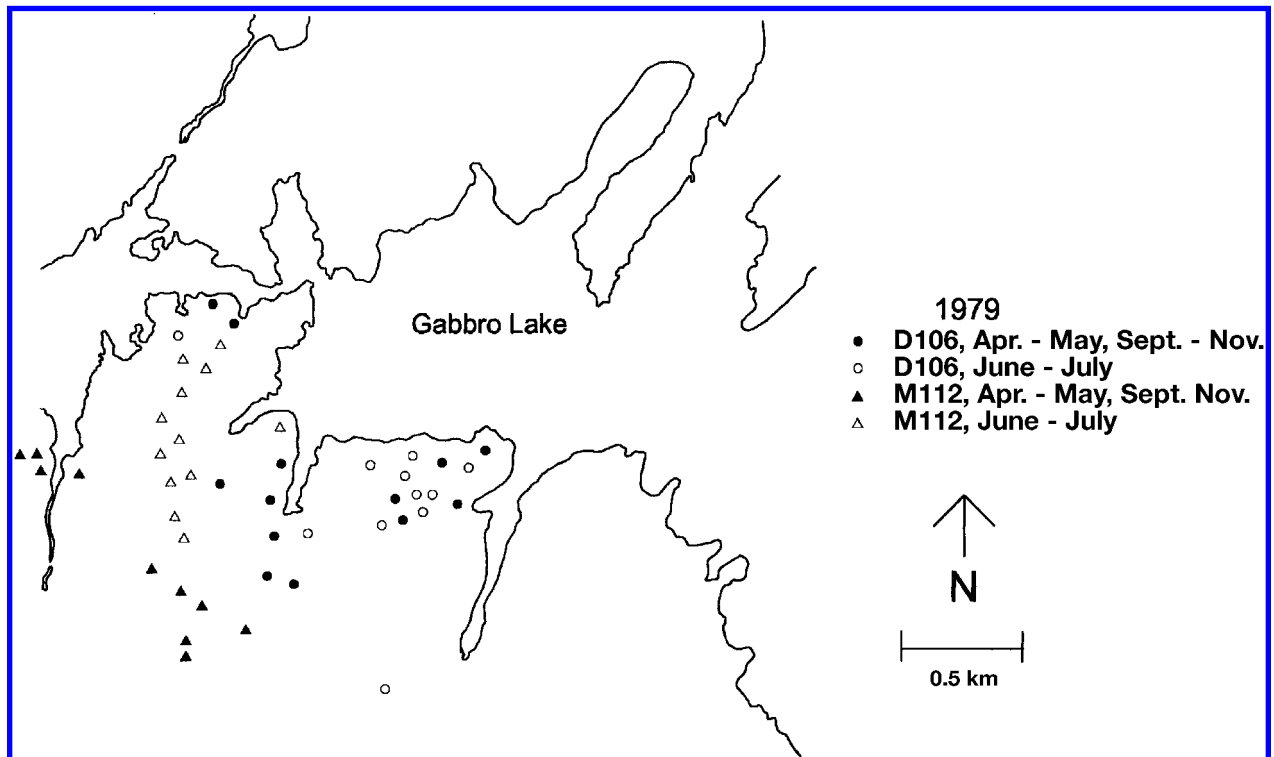 Gabbro Lake
1979
D106, Apr. - May, Sept. - Nov.
D106, June - July
M112, Apr. - May, Sept. Nov.
M112, June - July
N
0.5 km